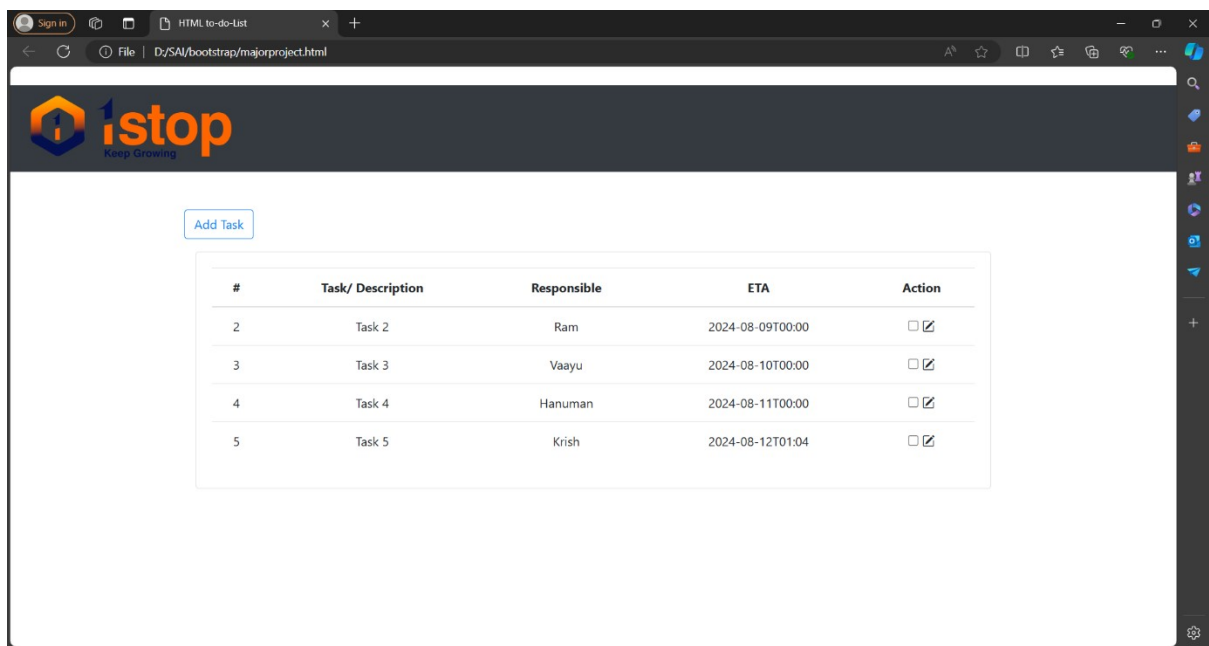 Sign in
HTML to-do-List
File | D:/SAI/bootstrap/majorproject.html
1stop
Keep Growing
Add Task
# Task/ Description Responsible ETA Action
2 Task 2 Ram 2024-08-09T00:00
3 Task 3 Vaayu 2024-08-10T00:00
4 Task 4 Hanuman 2024-08-11T00:00
5 Task 5 Krish 2024-08-12T01:04